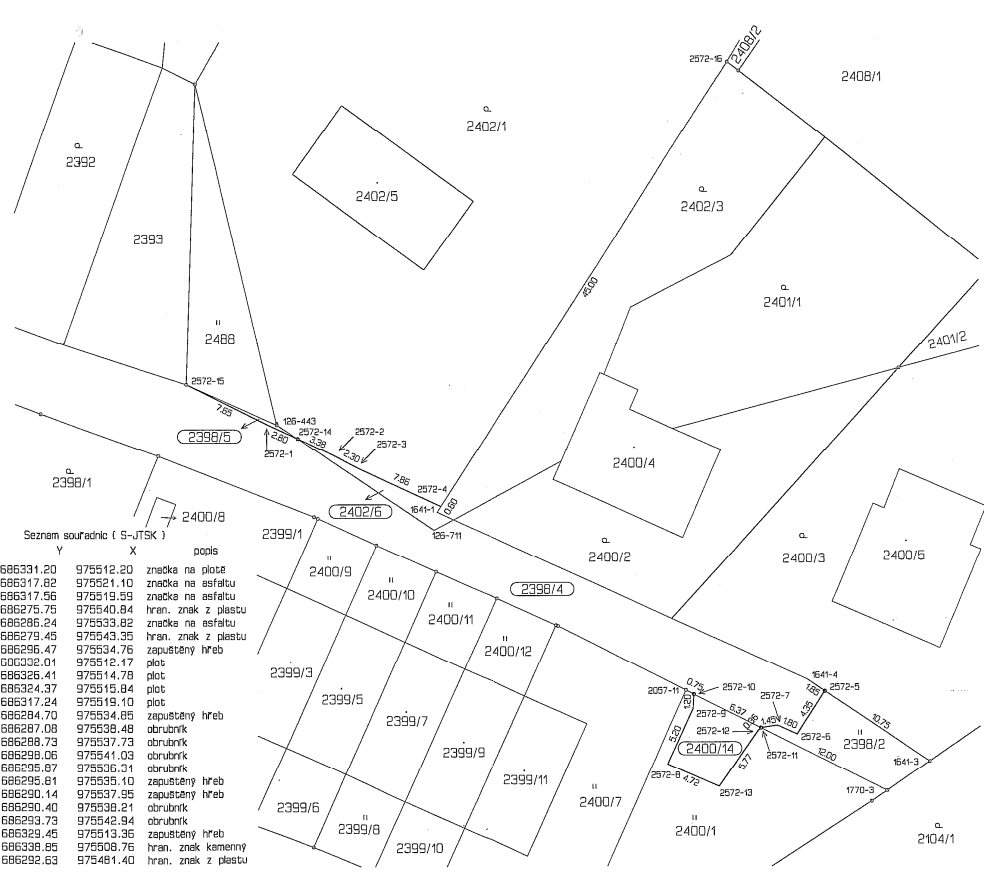 2408/2
2572-16
2408/1
p
2402/1
p
2392
2402/5
p
2402/3
2393
45.00
p
2401/1
"
2488
2401/2
2572-15
7.65
126-443
2572-14
2572-2
2572-3
2398/5
2.80
3.38
2.30
2572-1
7.86
2572-4
0.60
2400/4
p
2398/1
2402/6
1641-1
126-711
2400/8
p
2400/2
p
2400/3
2400/5
2399/1
"
2400/9
"
2400/10
2398/4
"
2400/11
"
2400/12
Seznam souřadnic ( S-JTSK )
Y X popis
686331.20 975512.20 značka na plotě
686317.82 975521.10 značka na asfaltu
686317.56 975519.59 značka na asfaltu
686275.75 975540.84 hran. znak z plastu
686286.24 975533.82 značka na asfaltu
686279.45 975543.35 hran. znak z plastu
686296.47 975534.76 zapuštěný hřeb
686332.01 975512.17 plot
686326.41 975514.78 plot
686324.37 975515.84 plot
686317.24 975519.10 plot
686284.70 975534.85 zapuštěný hřeb
686287.08 975538.48 obrubník
686288.73 975537.73 obrubník
686298.06 975541.03 obrubník
686295.87 975536.31 obrubník
686295.81 975535.10 zapuštěný hřeb
686290.14 975537.95 zapuštěný hřeb
686290.40 975538.21 obrubník
686293.73 975542.94 obrubník
686329.45 975513.36 zapuštěný hřeb
686338.85 975508.76 hran. znak kamenný
686292.63 975481.40 hran. znak z plastu
2399/3
2399/5
2399/7
2399/9
2399/11
2399/6
"
2399/8
2399/10
"
2400/7
1641-4
2572-5
1.85
2057-11
0.75
2572-10
1.20
2572-7
4.35
2572-9
6.37
2572-12
0.86
1.45
1.80
2572-6
10.75
"
2398/2
5.20
2400/14
2572-11
12.00
2572-8
4.72
5.77
2572-13
1641-3
1770-3
"
2400/1
p
2104/1